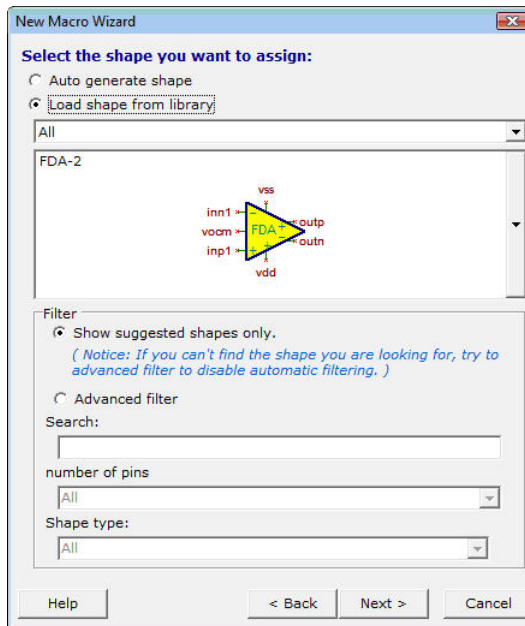 New Macro Wizard
Select the shape you want to assign:
Auto generate shape
Load shape from library
All
FDA-2
vss
inn1
outp
vocm
FDA
outn
inp1
vdd
Filter
Show suggested shapes only.
( Notice: If you can't find the shape you are looking for, try to
advanced filter to disable automatic filtering. )
Advanced filter
Search:
number of pins
All
Shape type:
All
Help
< Back
Next >
Cancel